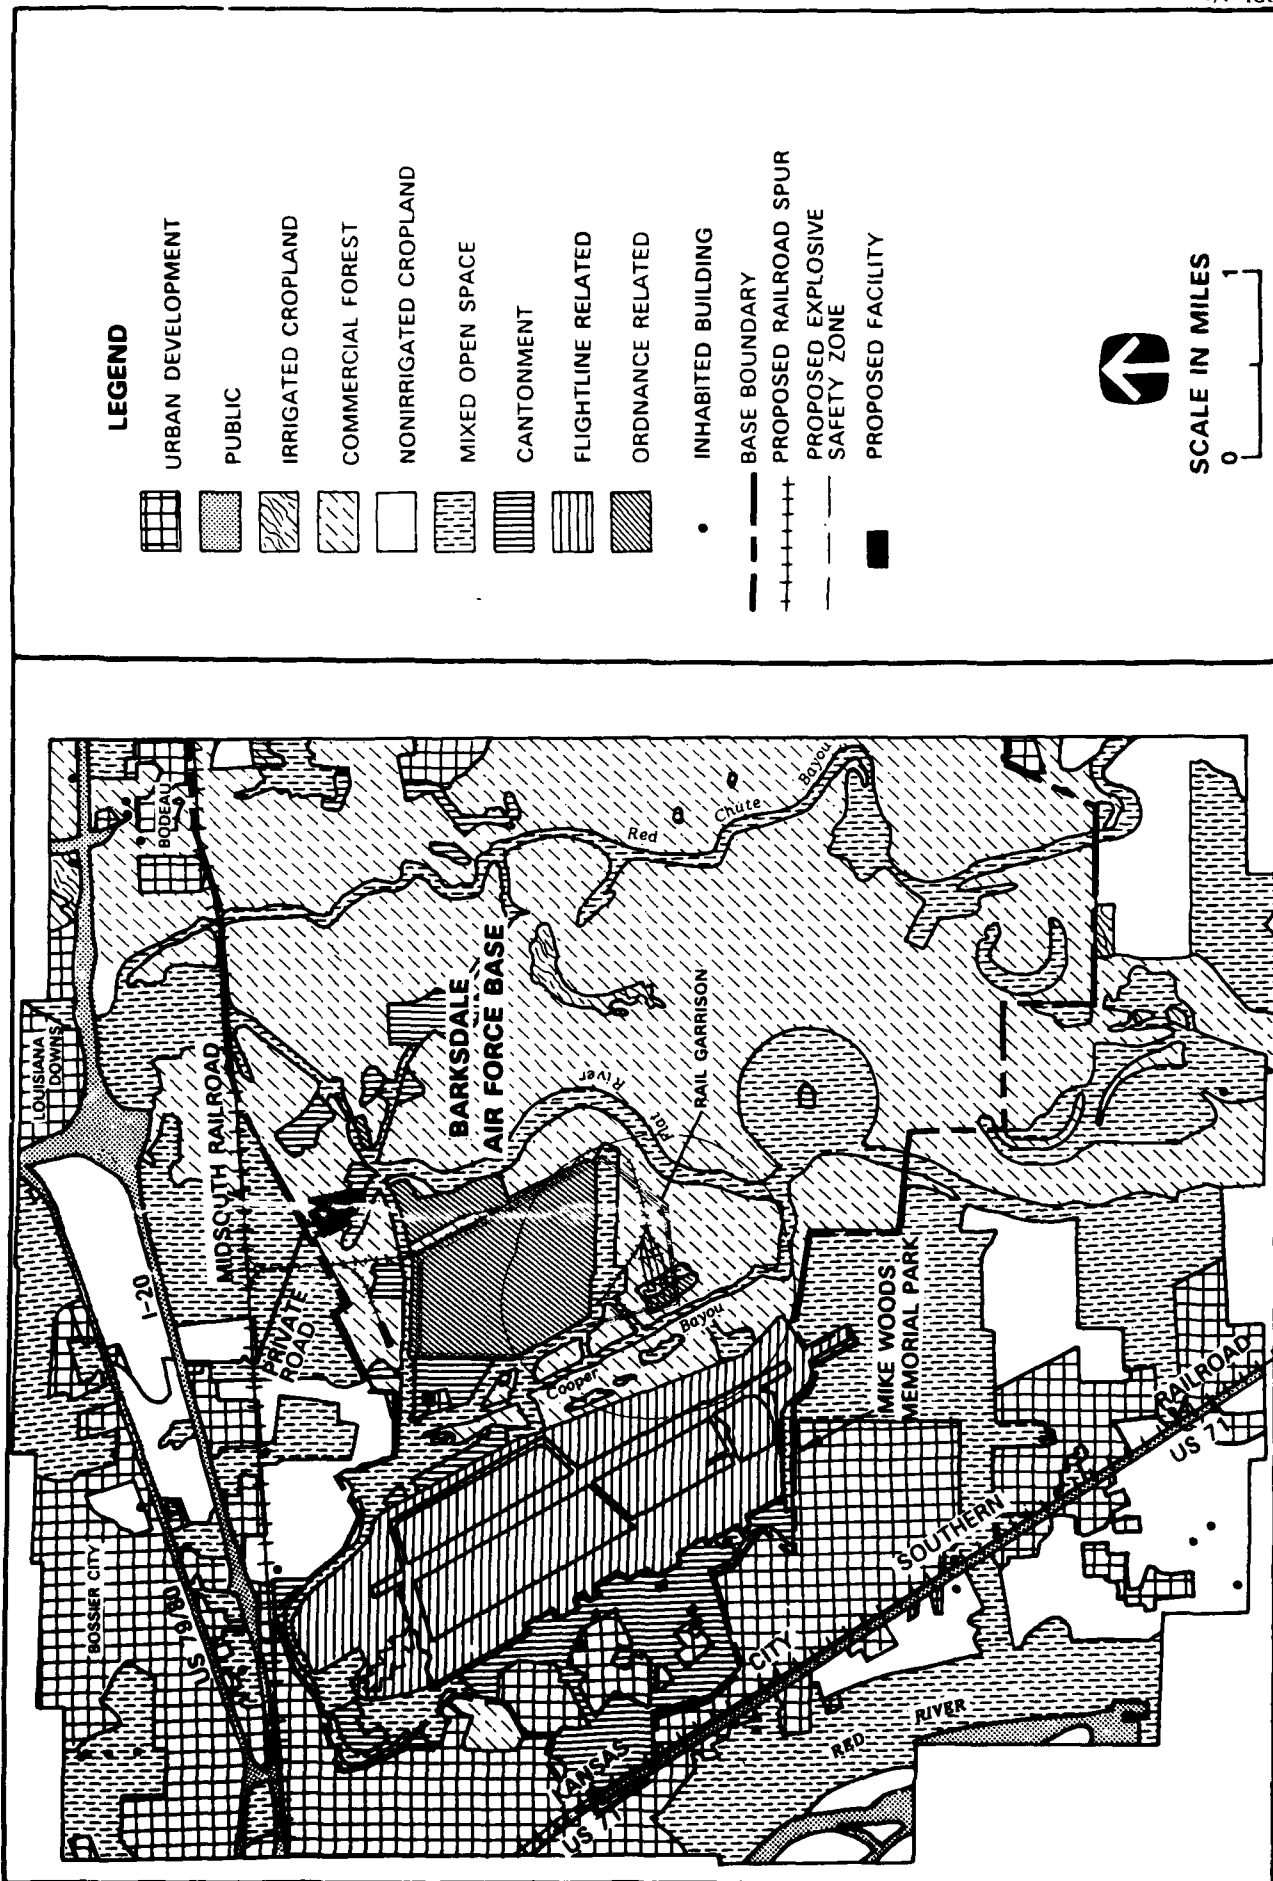 LEGEND
URBAN DEVELOPMENT
PUBLIC
IRRIGATED CROPLAND
COMMERCIAL FOREST
NONIRRIGATED CROPLAND
MIXED OPEN SPACE
CANTONMENT
FLIGHTLINE RELATED
ORDNANCE RELATED
INHABITED BUILDING
BASE BOUNDARY
PROPOSED RAILROAD SPUR
PROPOSED EXPLOSIVE
SAFETY ZONE
PROPOSED FACILITY
SCALE IN MILES
0 1
BOSSIER CITY
US 79/80
I-20
LOUISIANA
DOWNS
BODEAU
MIDSOUTH RAILROAD
PRIVATE
ROAD
BARKSDALE
AIR FORCE BASE
Red
Chute
Bayou
Flat
River
RAIL GARRISON
Cooper
Bayou
MIKE WOODS
MEMORIAL PARK
KANSAS
CITY
SOUTHERN
RAILROAD
US 71
US 71
RED
RIVER